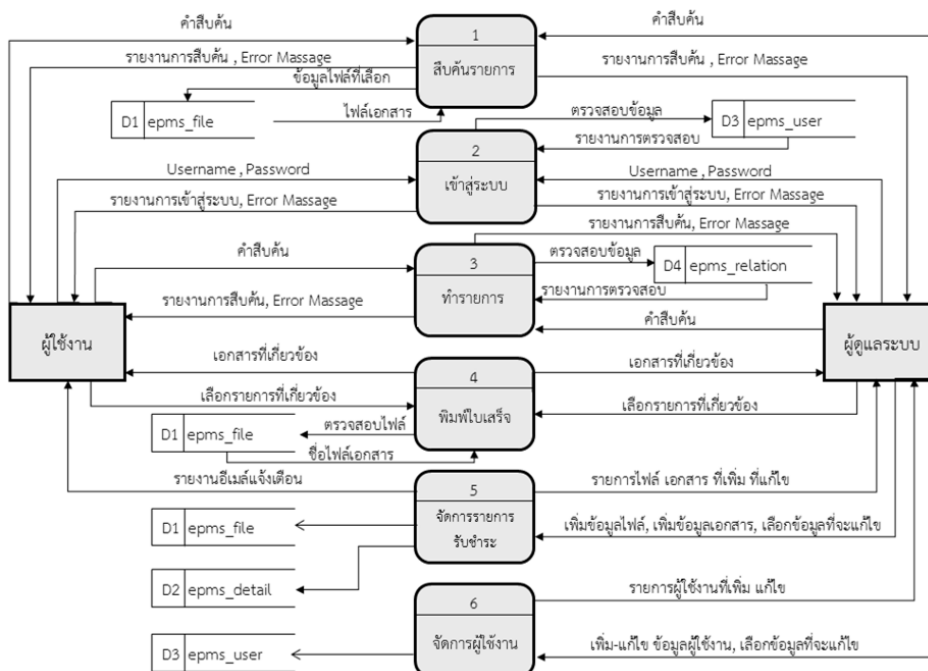 คำสืบค้น
1
คำสืบค้น
รายงานการสืบค้น , Error Massage
สืบค้นรายการ
รายงานการสืบค้น , Error Massage
ข้อมูลไฟล์ที่เลือก
D1 epms_file
ไฟล์เอกสาร
ตรวจสอบข้อมูล
D3 epms_user
2
รายงานการตรวจสอบ
Username , Password
เข้าสู่ระบบ
Username , Password
รายงานการเข้าสู่ระบบ, Error Massage
รายงานการเข้าสู่ระบบ, Error Massage
รายงานการสืบค้น, Error Massage
คำสืบค้น
3
ตรวจสอบข้อมูล
D4 epms_relation
ทำรายการ
รายงานการตรวจสอบ
รายงานการสืบค้น, Error Massage
คำสืบค้น
ผู้ใช้งาน
ผู้ดูแลระบบ
เอกสารที่เกี่ยวข้อง
4
เอกสารที่เกี่ยวข้อง
เลือกรายการที่เกี่ยวข้อง
พิมพ์ใบเสร็จ
เลือกรายการที่เกี่ยวข้อง
ตรวจสอบไฟล์
D1 epms_file
ชื่อไฟล์เอกสาร
รายงานอีเมล์แจ้งเตือน
5
รายการไฟล์ เอกสาร ที่เพิ่ม ที่แก้ไข
D1 epms_file
จัดการรายการ
รับชำระ
เพิ่มข้อมูลไฟล์, เพิ่มข้อมูลเอกสาร, เลือกข้อมูลที่จะแก้ไข
D2 epms_detail
6
รายการผู้ใช้งานที่เพิ่ม แก้ไข
D3 epms_user
จัดการผู้ใช้งาน
เพิ่ม-แก้ไข ข้อมูลผู้ใช้งาน, เลือกข้อมูลที่จะแก้ไข